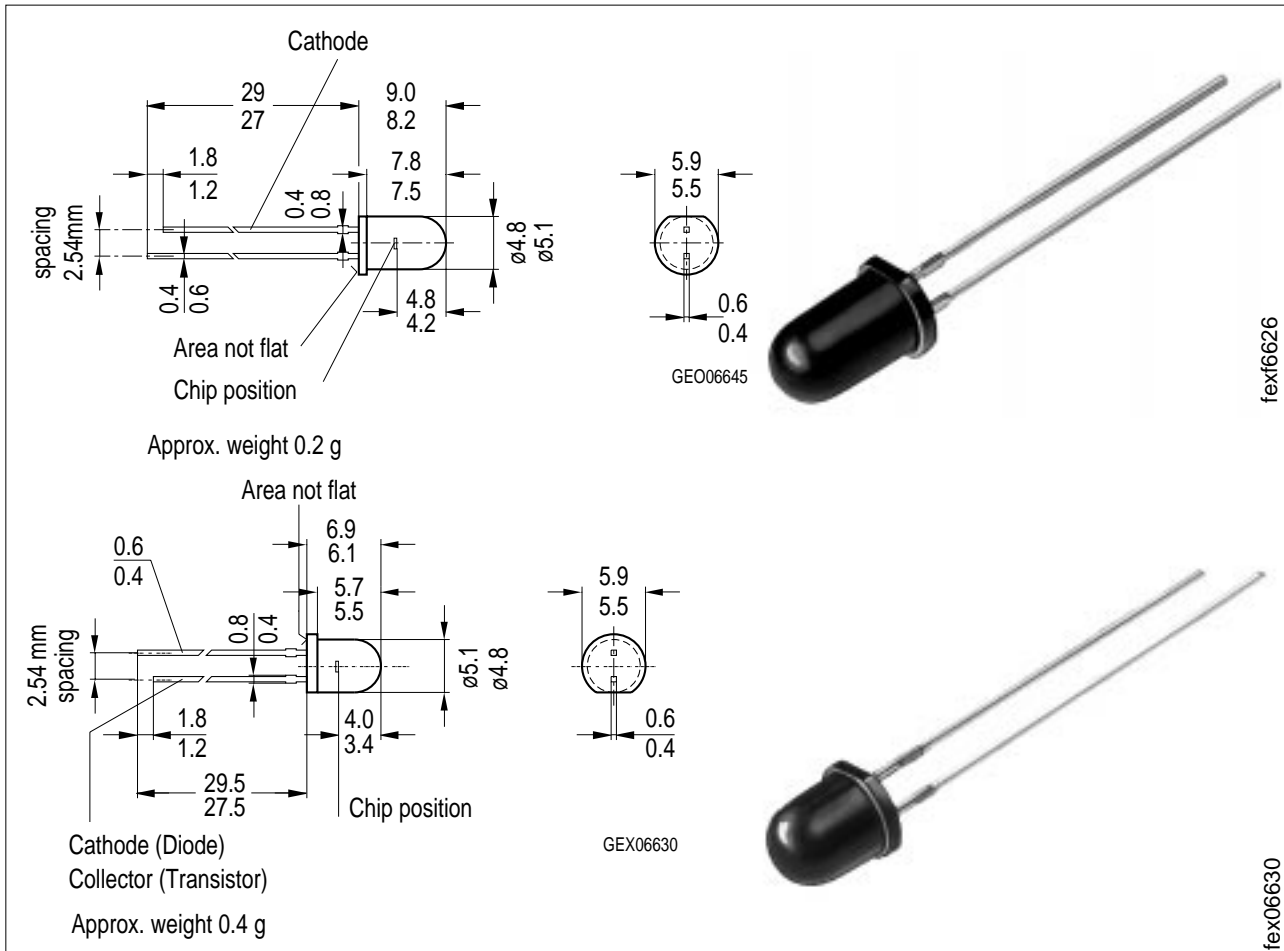 Cathode
29
27
9.0
8.2
1.8
1.2
7.8
7.5
0.4
0.8
spacing
2.54mm
0.4
0.6
ø4.8
ø5.1
4.8
4.2
Area not flat
Chip position
5.9
5.5
0.6
0.4
GEO06645
fexf6626
Approx. weight 0.2 g
Area not flat
6.9
6.1
0.6
0.4
5.7
5.5
0.8
0.4
2.54 mm
spacing
ø5.1
ø4.8
1.8
1.2
4.0
3.4
29.5
27.5
Chip position
Cathode (Diode)
Collector (Transistor)
Approx. weight 0.4 g
5.9
5.5
0.6
0.4
GEX06630
fex06630